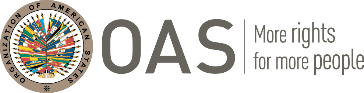 ORGANIZATION OF AMERICAN STATES
OAS
More rights
for more people